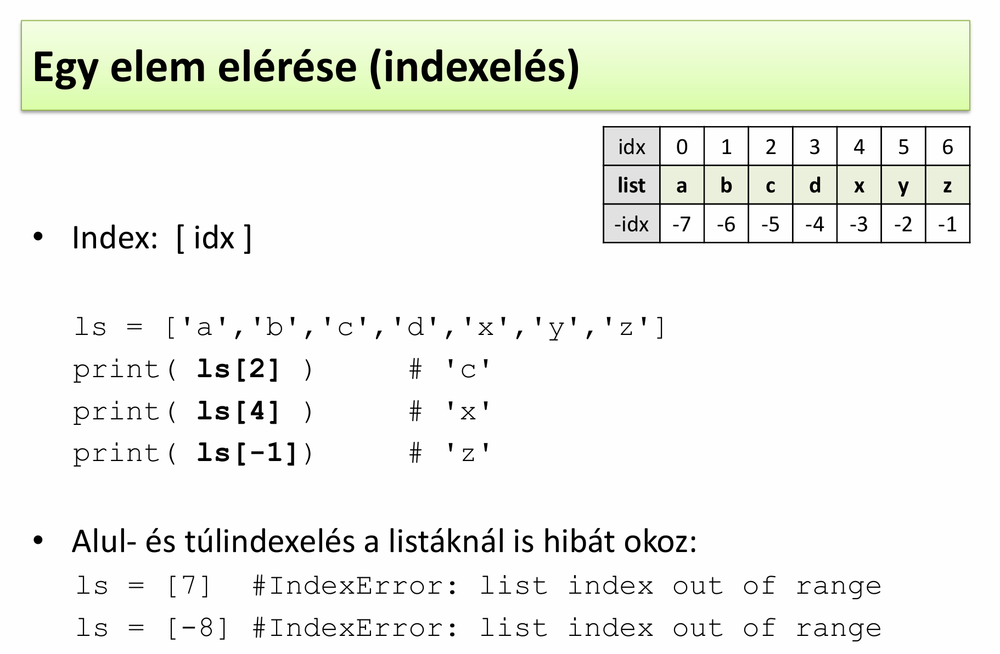 Egy elem elérése (indexelés)
idx 0 1 2 3 4 5 6
list a b c d x y z
-idx -7 -6 -5 -4 -3 -2 -1
• Index: [ idx ]
ls = ['a','b','c','d','x','y','z']
print( ls[2] ) # 'c'
print( ls[4] ) # 'x'
print( ls[-1]) # 'z'
• Alul- és túlindexelés a listáknál is hibát okoz:
ls = [7] #IndexError: list index out of range
ls = [-8] #IndexError: list index out of range